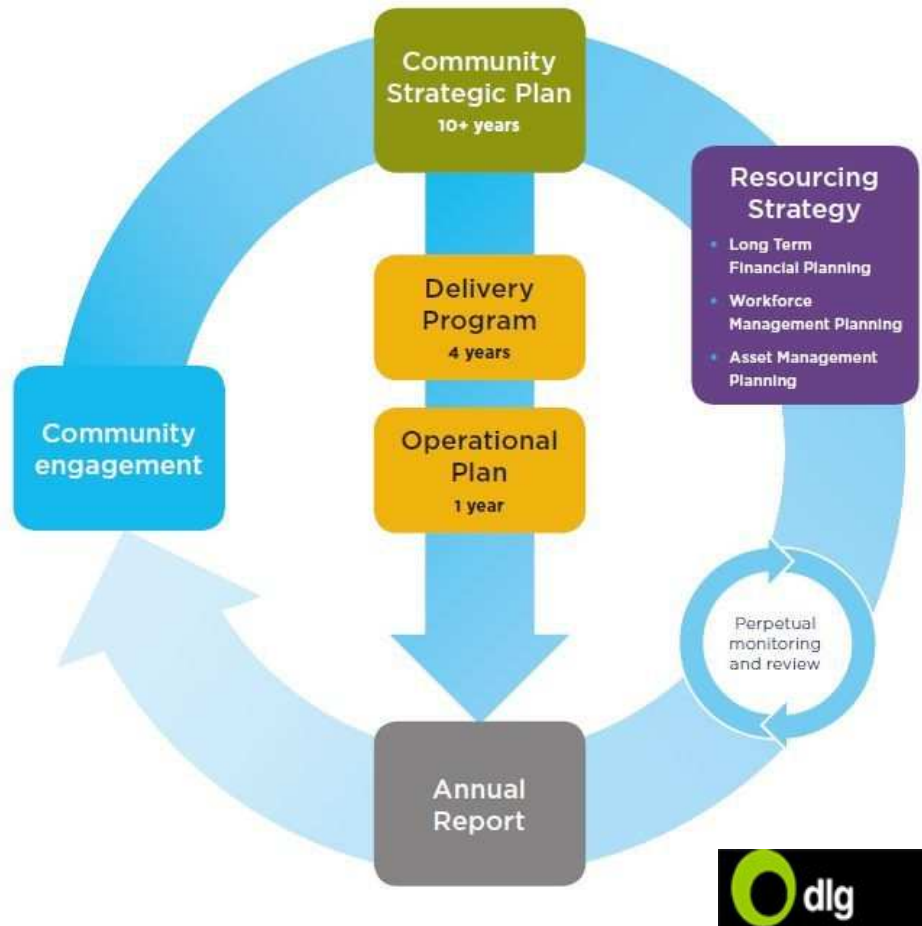 Community
Strategic Plan
10+ years
Resourcing
Strategy
• Long Term
Financial Planning
• Workforce
Management Planning
• Asset Management
Planning
Delivery
Program
4 years
Community
engagement
Operational
Plan
1 year
Perpetual
monitoring
and review
Annual
Report
dlg